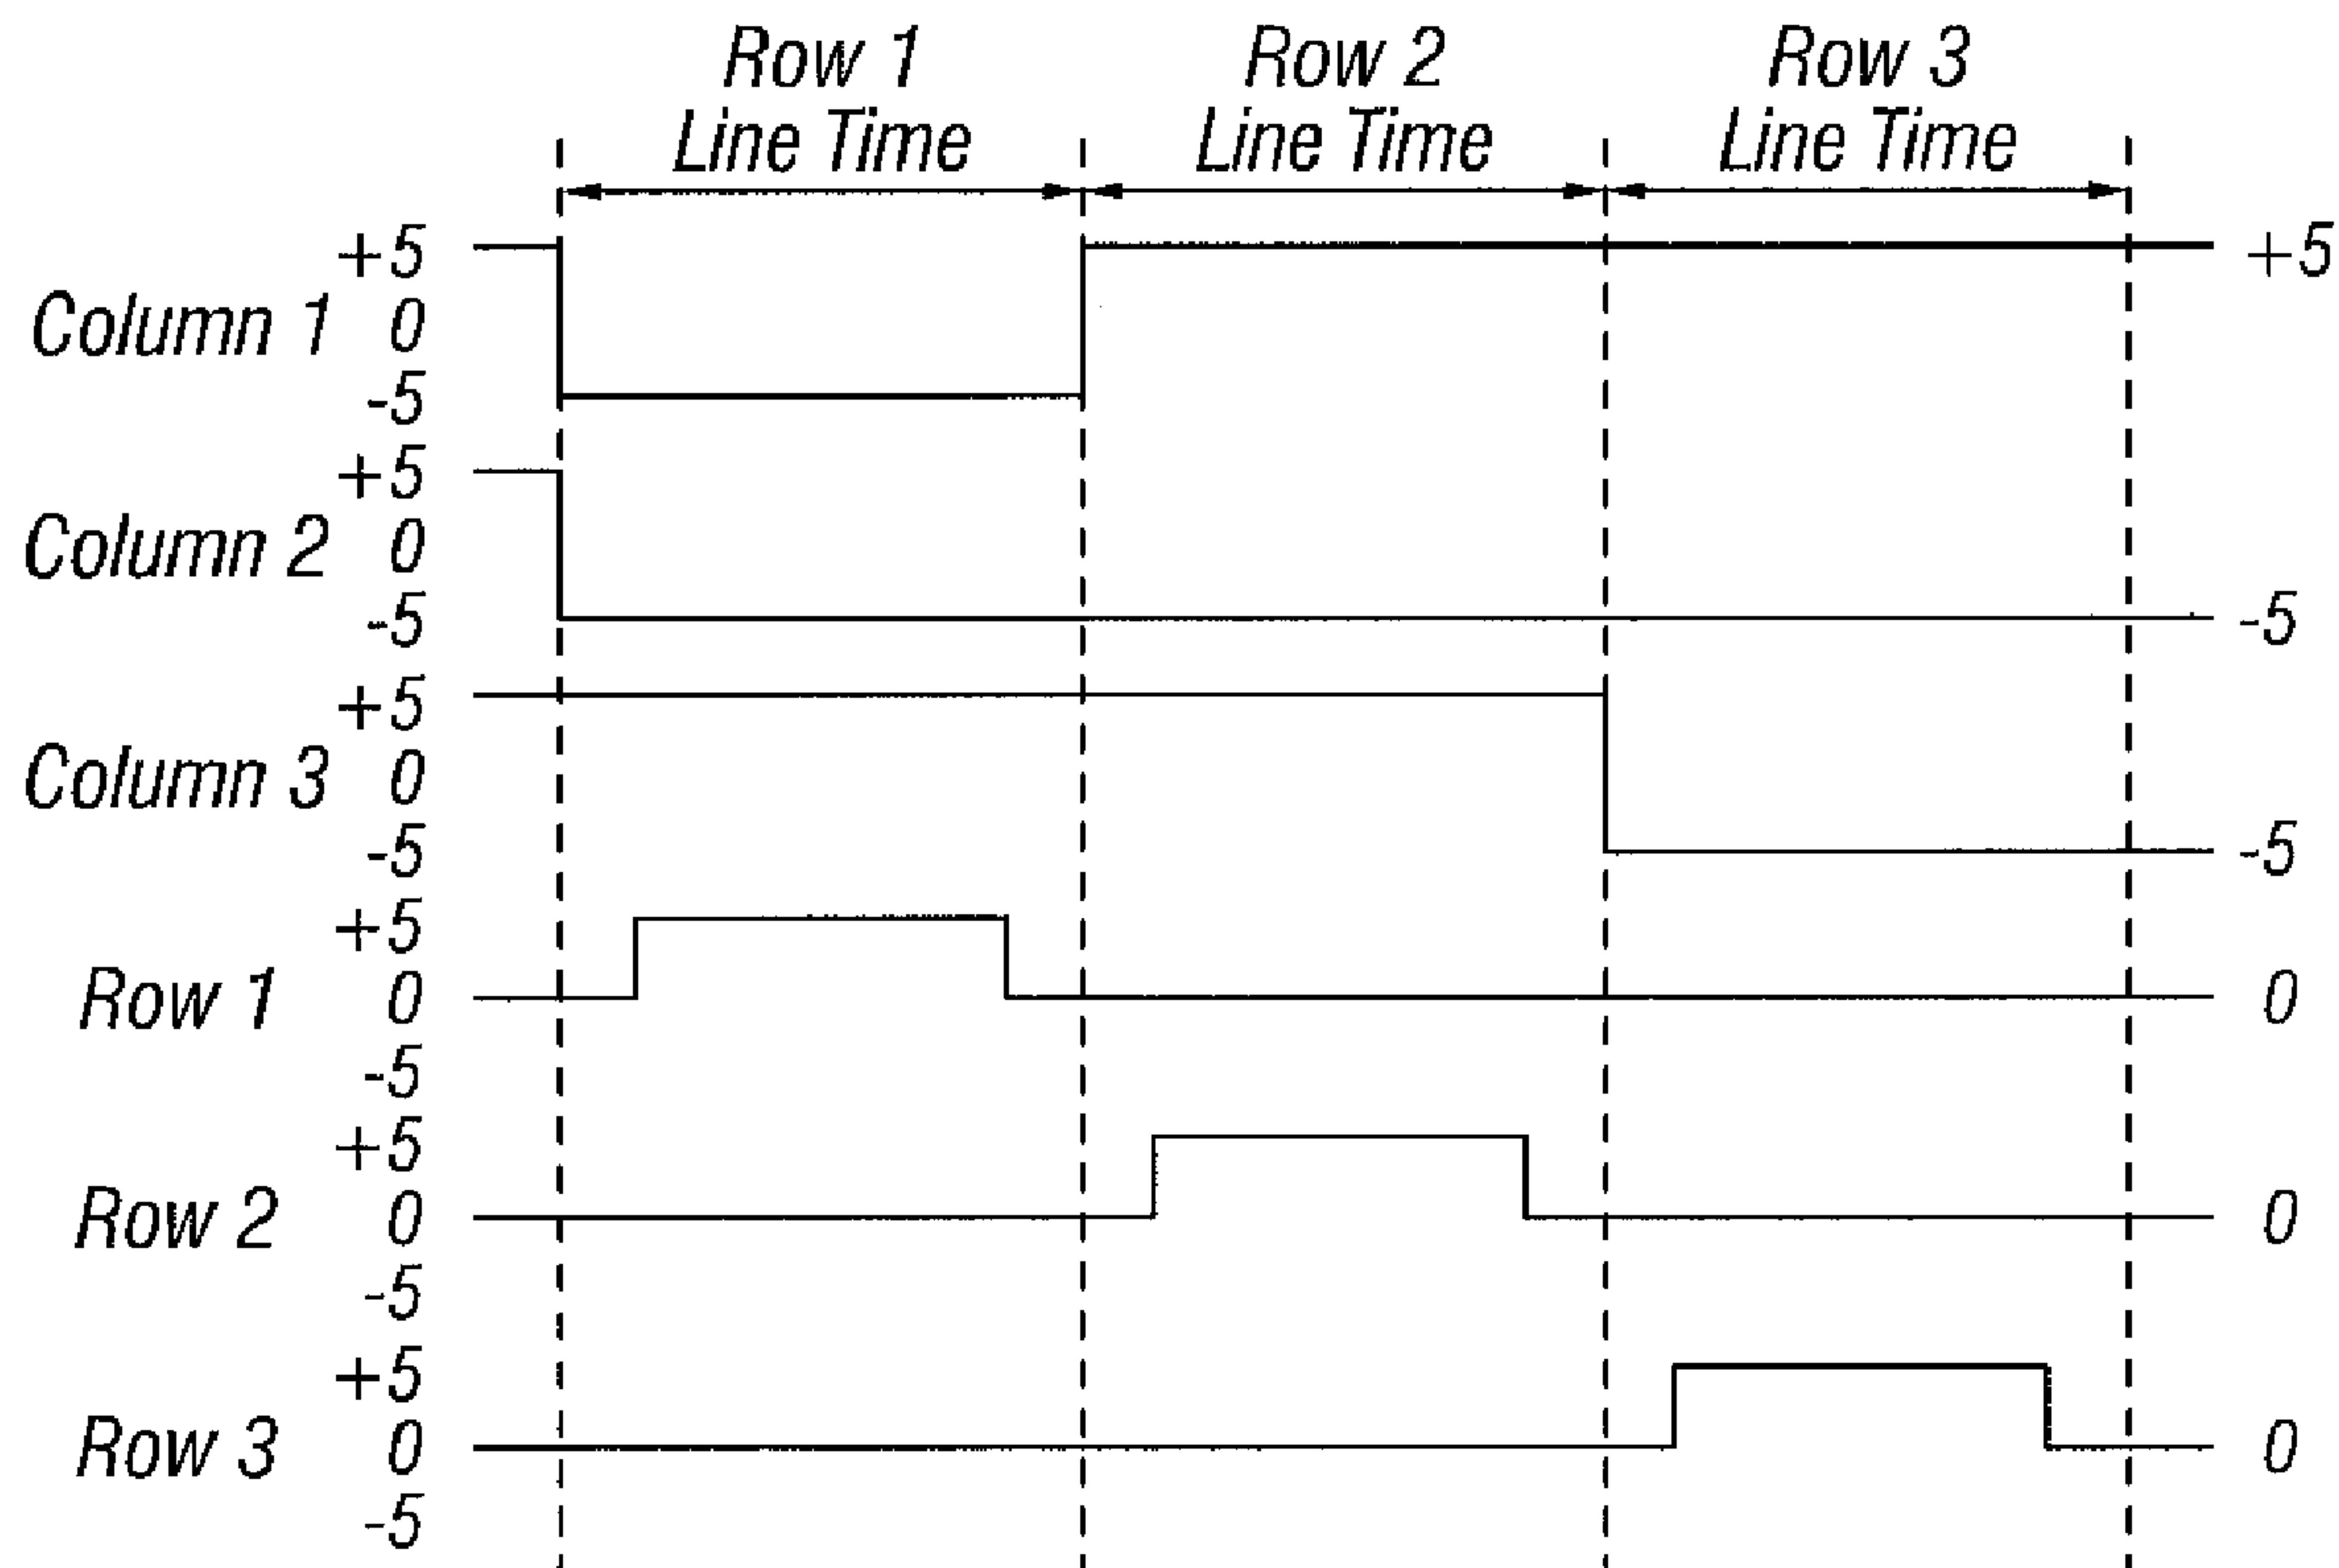 Row 1 Row 2 Row 3
Line Time Line Time Line Time
+5 +5
Column 1 0
-5
+5
Column 2 0
-5 -5
+5
Column 3 0
-5 -5
+5
Row 1 0 0
-5
+5
Row 2 0 0
-5
+5
Row 3 0 0
-5